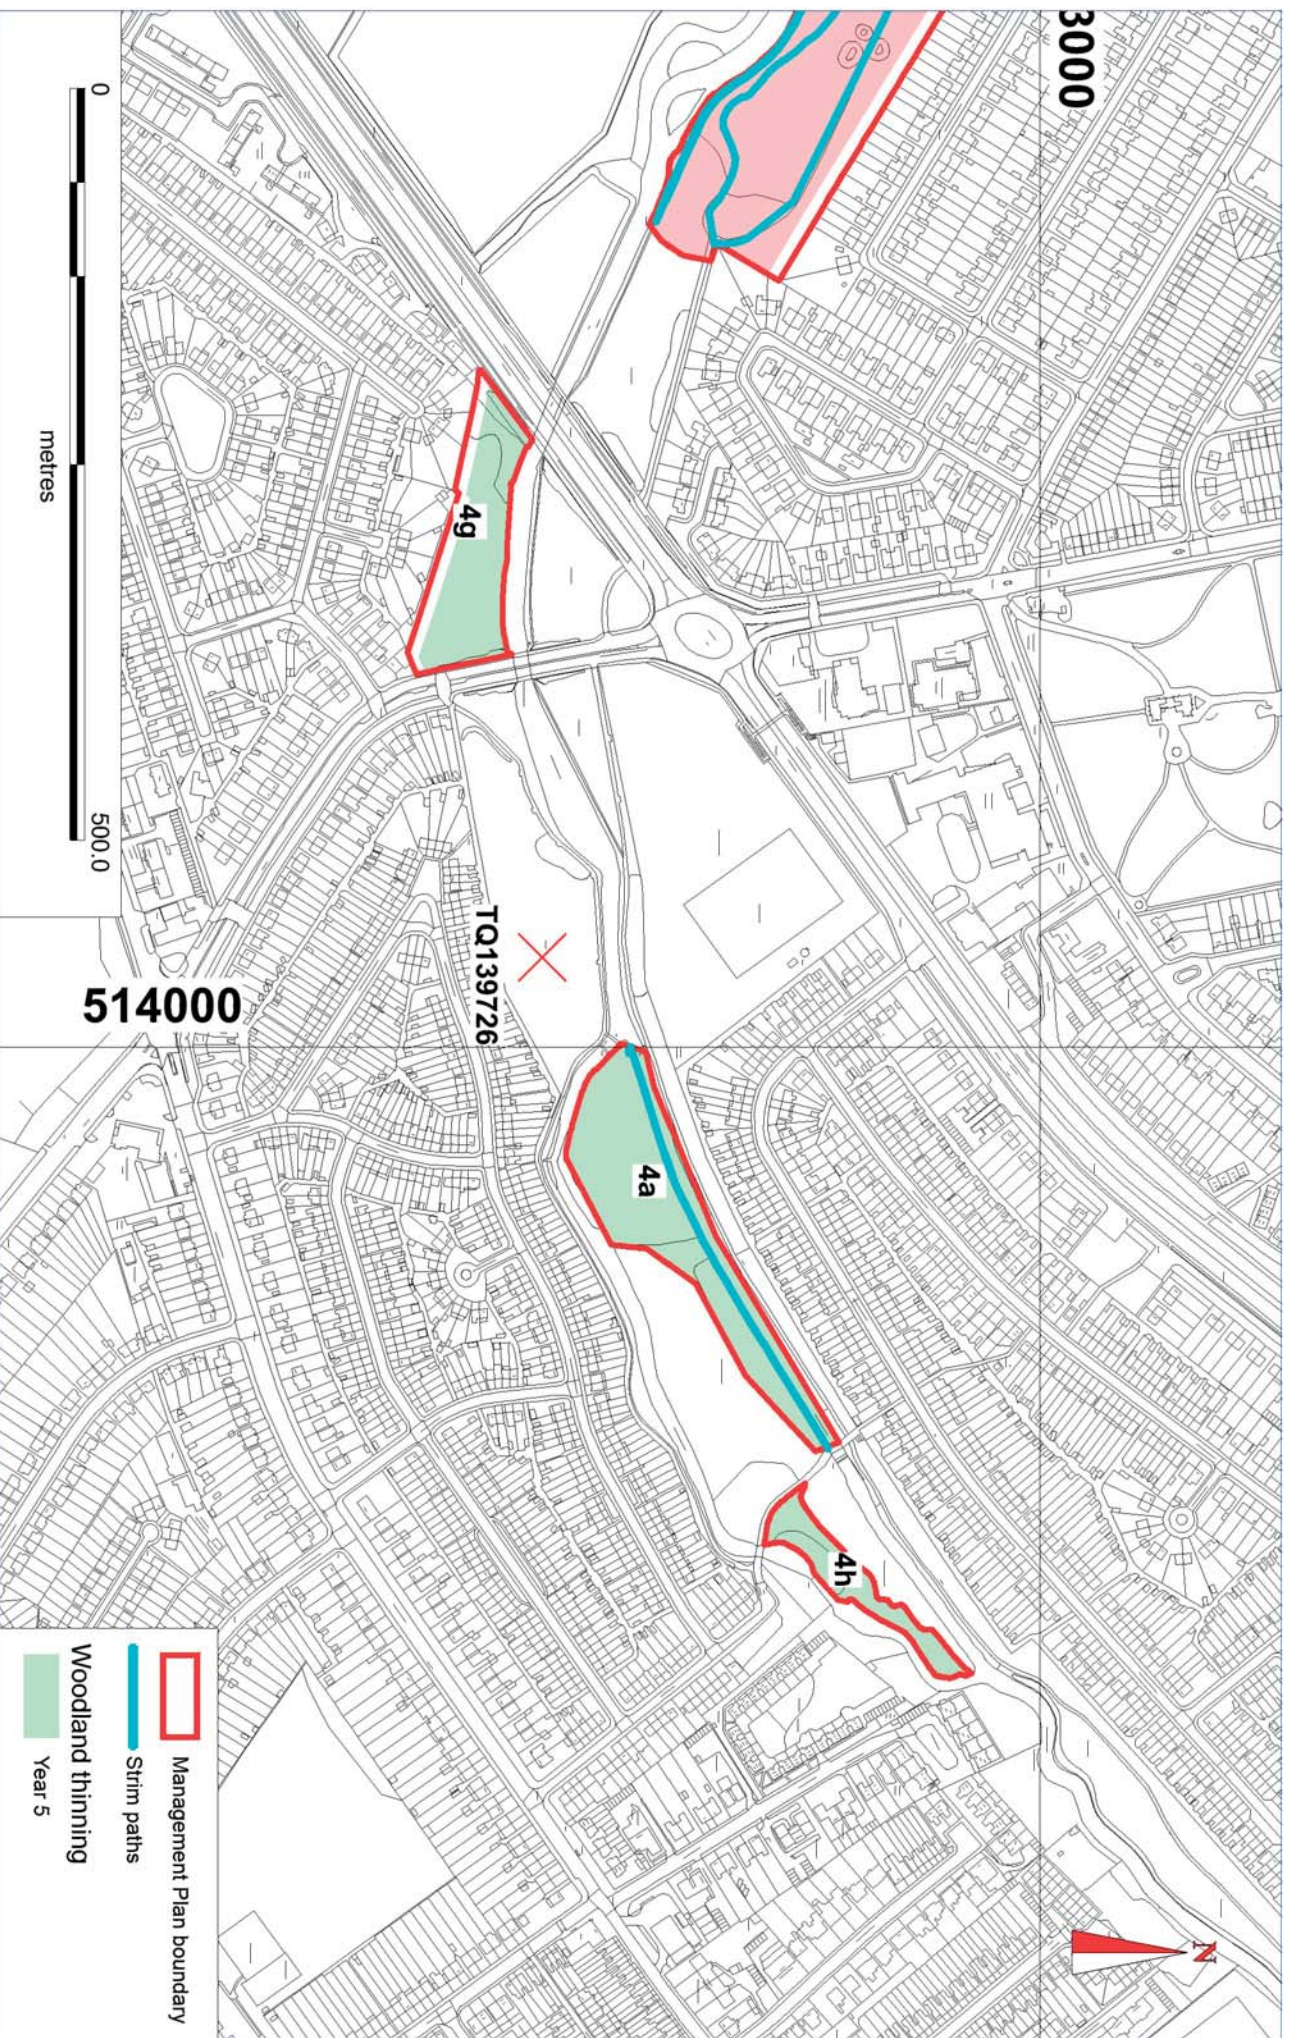 3000
0
500.0
metres
4g
TQ139726
514000
4a
4h
N
Management Plan boundary
Strim paths
Woodland thinning
Year 5